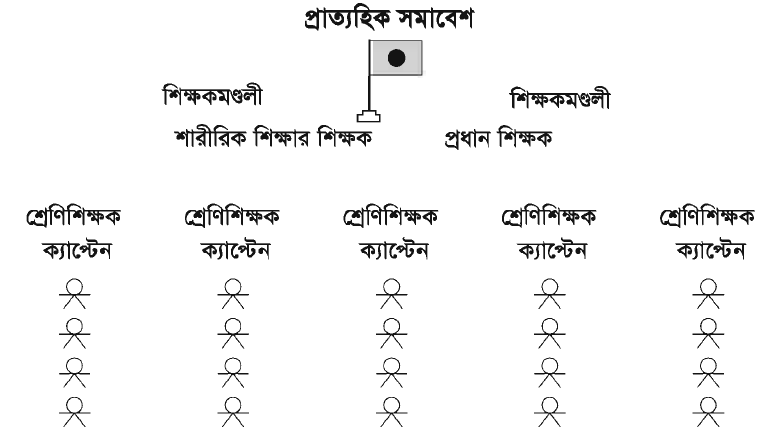 প্রাত্যহিক সমাবেশ
শিক্ষকমণ্ডলী শিক্ষকমণ্ডলী
শারীরিক শিক্ষার শিক্ষক প্রধান শিক্ষক
শ্রেণিশিক্ষক শ্রেণিশিক্ষক শ্রেণিশিক্ষক শ্রেণিশিক্ষক শ্রেণিশিক্ষক
ক্যাপ্টেন ক্যাপ্টেন ক্যাপ্টেন ক্যাপ্টেন ক্যাপ্টেন